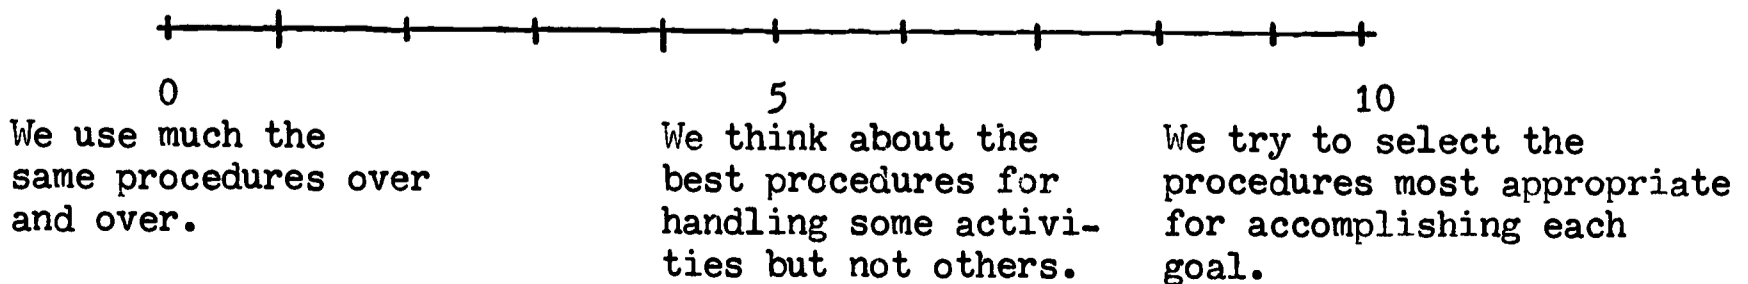 0 5 10
We use much the
same procedures over
and over.
We think about the
best procedures for
handling some activi-
ties but not others.
We try to select the
procedures most appropriate
for accomplishing each
goal.